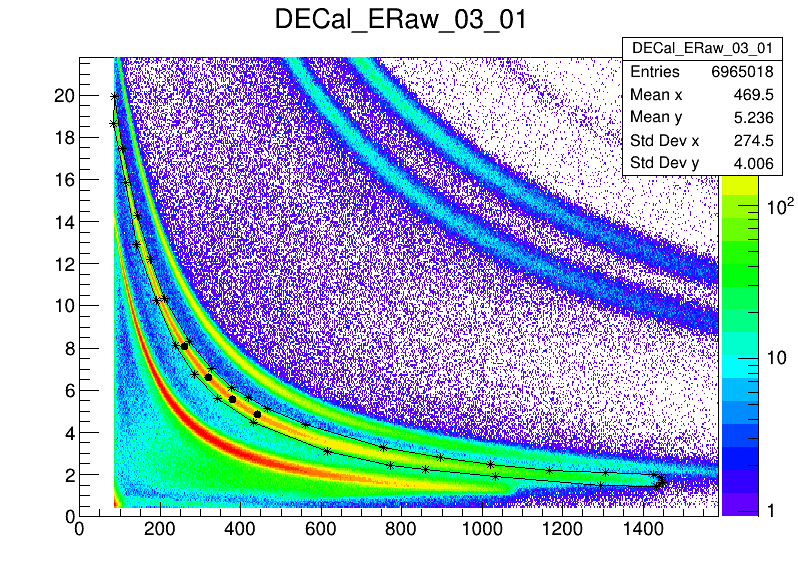 DECal_ERaw_03_01
DECal_ERaw_03_01
Entries 6965018
Mean x 469.5
Mean y 5.236
Std Dev x 274.5
Std Dev y 4.006
20
18
16
14
12
10
8
6
4
2
0
0 200 400 600 800 1000 1200 1400
10²
10
1